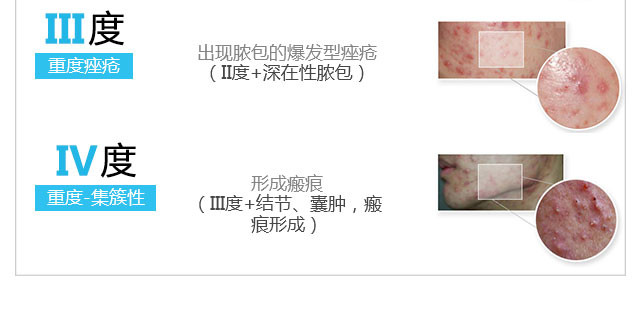 III度
重度痤疮
出现脓包的爆发型痤疮
（II度+深在性脓包）
IV度
重度-集簇性
形成瘢痕
（III度+结节、囊肿，瘢
痕形成）